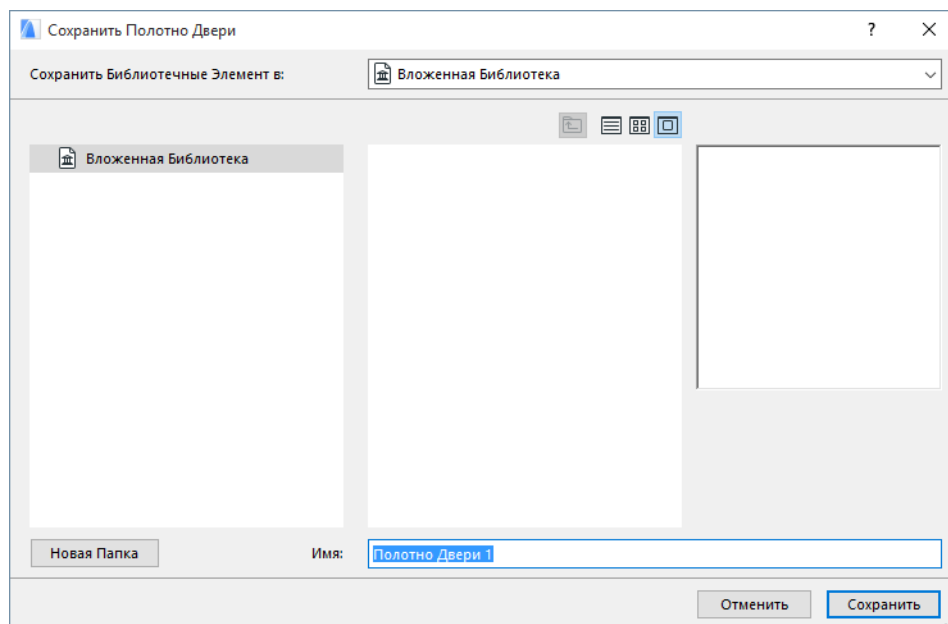 Сохранить Полотно Двери
Сохранить Библиотечные Элемент в:
Вложенная Библиотека
Вложенная Библиотека
Новая Папка
Имя:
Полотно Двери 1
Отменить
Сохранить